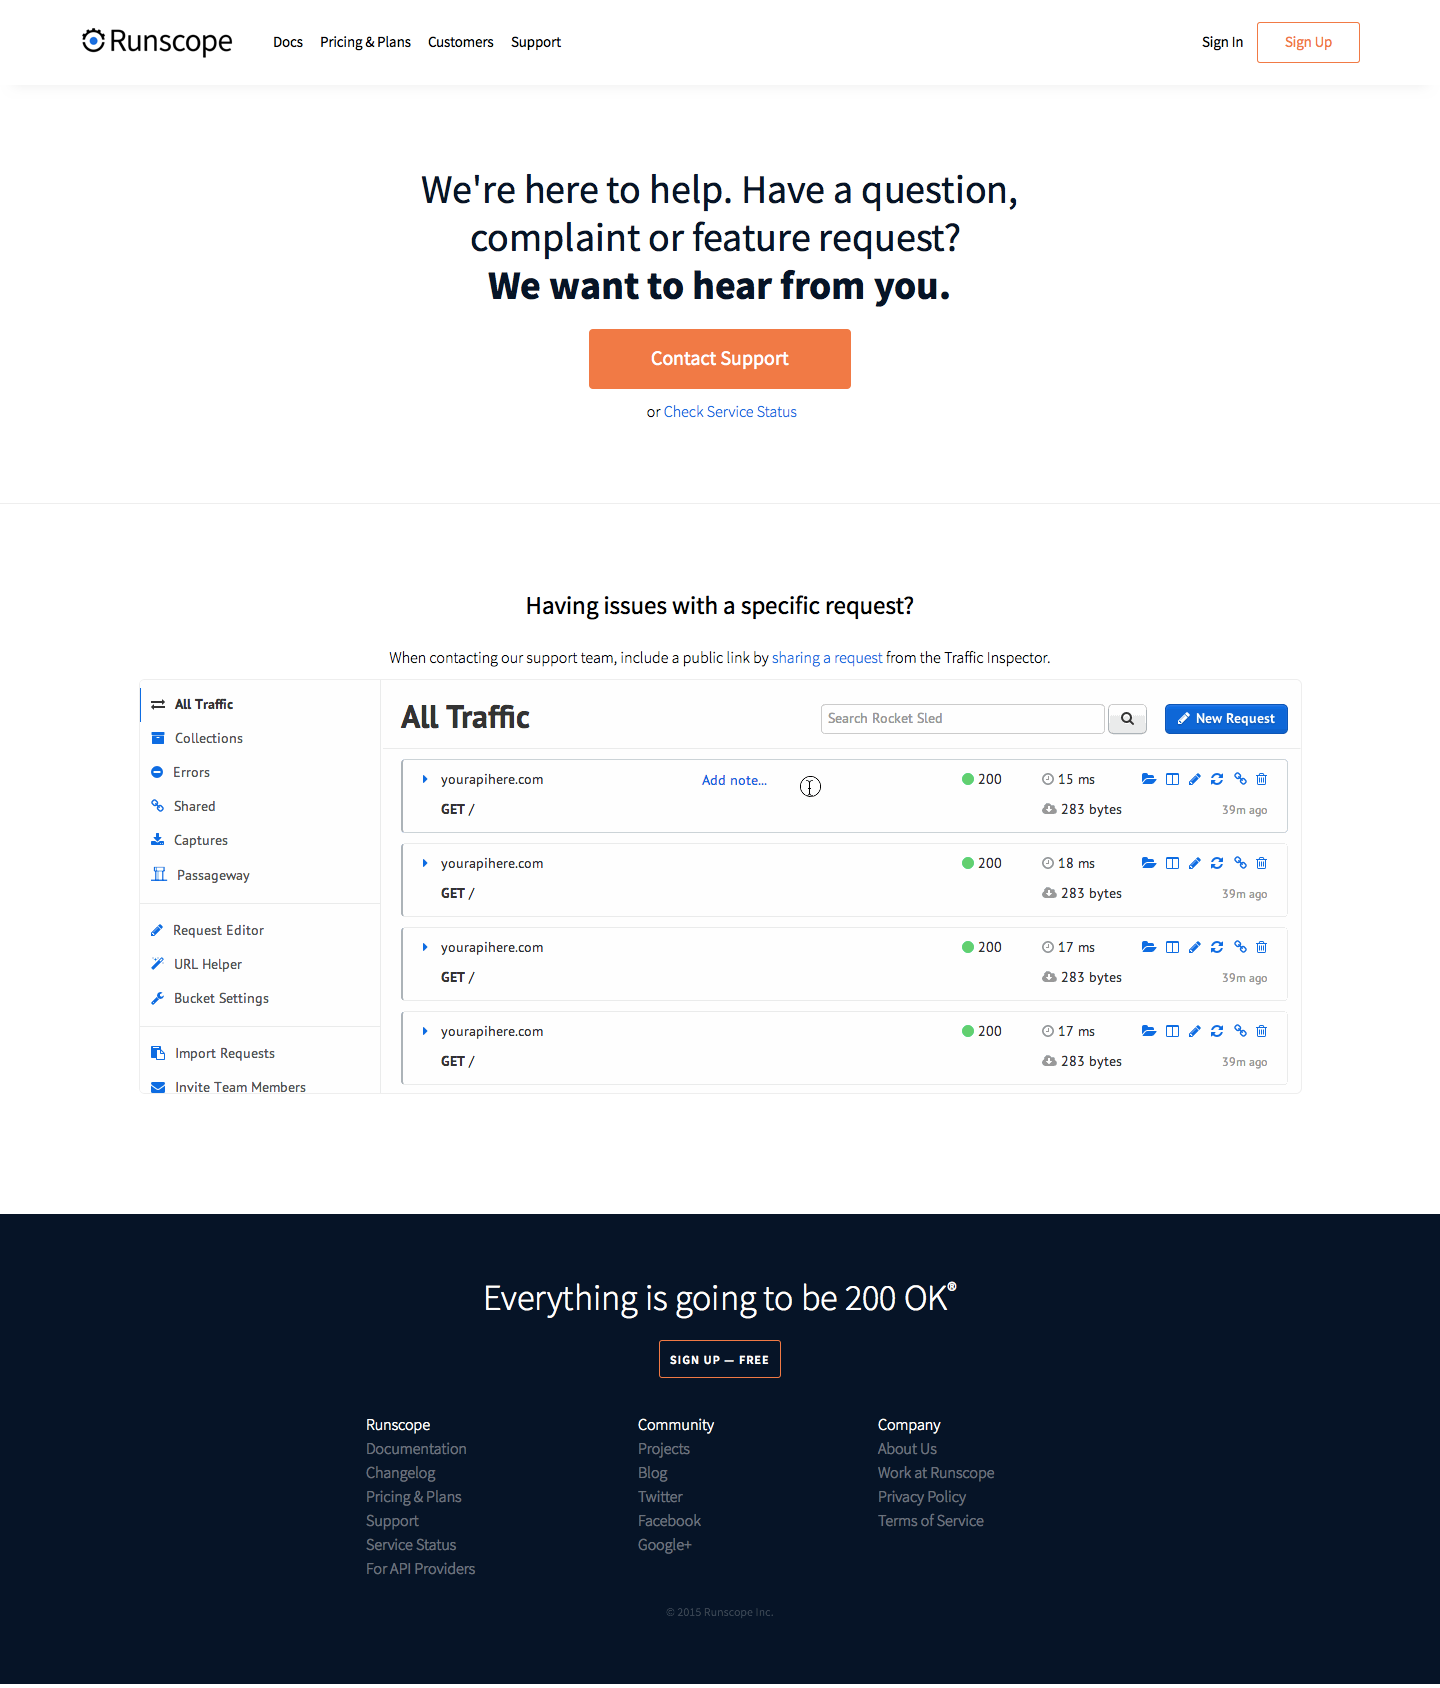 Runscope
Docs
Pricing & Plans
Customers
Support
Sign In
Sign Up
We're here to help. Have a question,
complaint or feature request?
We want to hear from you.
Contact Support
or Check Service Status
Having issues with a specific request?
When contacting our support team, include a public link by sharing a request from the Traffic Inspector.
All Traffic
Collections
Errors
Shared
Captures
Passageway
Request Editor
URL Helper
Bucket Settings
Import Requests
Invite Team Members
All Traffic
Search Rocket Sled
New Request
yourapihere.com
Add note...
200
15 ms
GET /
283 bytes
39m ago
yourapihere.com
200
18 ms
GET /
283 bytes
39m ago
yourapihere.com
200
17 ms
GET /
283 bytes
39m ago
yourapihere.com
200
17 ms
GET /
283 bytes
39m ago
Everything is going to be 200 OK®
SIGN UP — FREE
Runscope
Documentation
Changelog
Pricing & Plans
Support
Service Status
For API Providers
Community
Projects
Blog
Twitter
Facebook
Google+
Company
About Us
Work at Runscope
Privacy Policy
Terms of Service
© 2015 Runscope Inc.